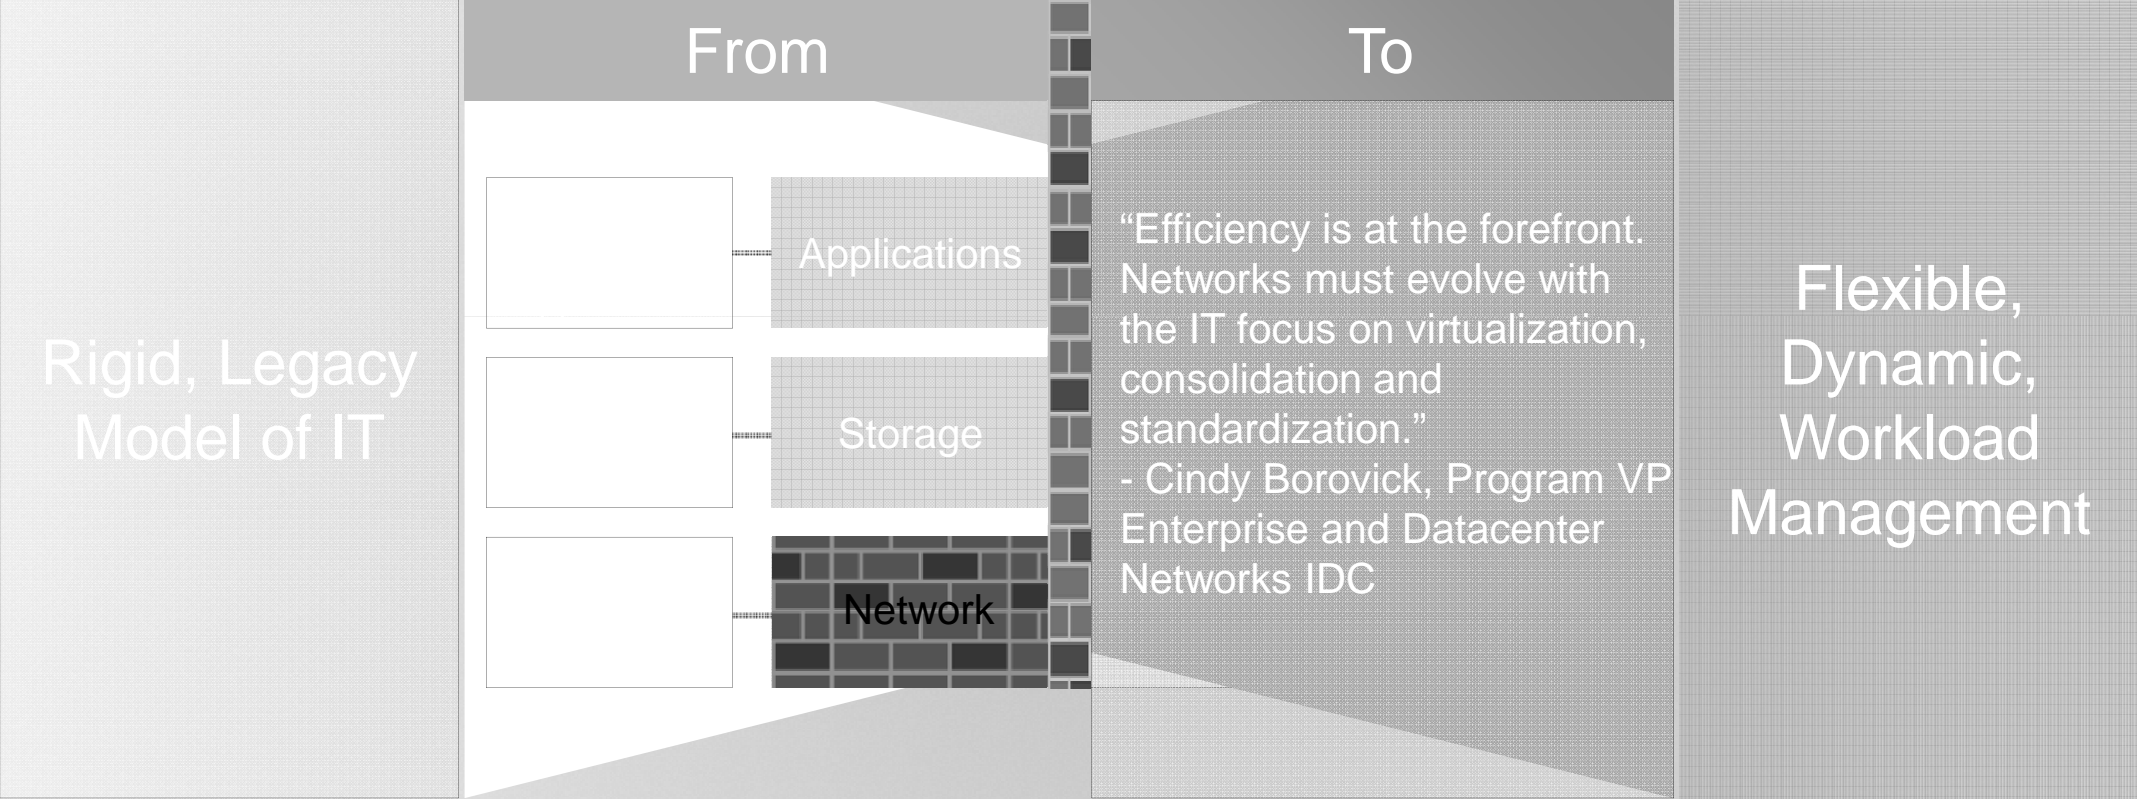 From
To
Rigid, Legacy
Model of IT
Applications
Storage
Network
“Efficiency is at the forefront.
Networks must evolve with
the IT focus on virtualization,
consolidation and
standardization.”
- Cindy Borovick, Program VP
Enterprise and Datacenter
Networks IDC
Flexible,
Dynamic,
Workload
Management